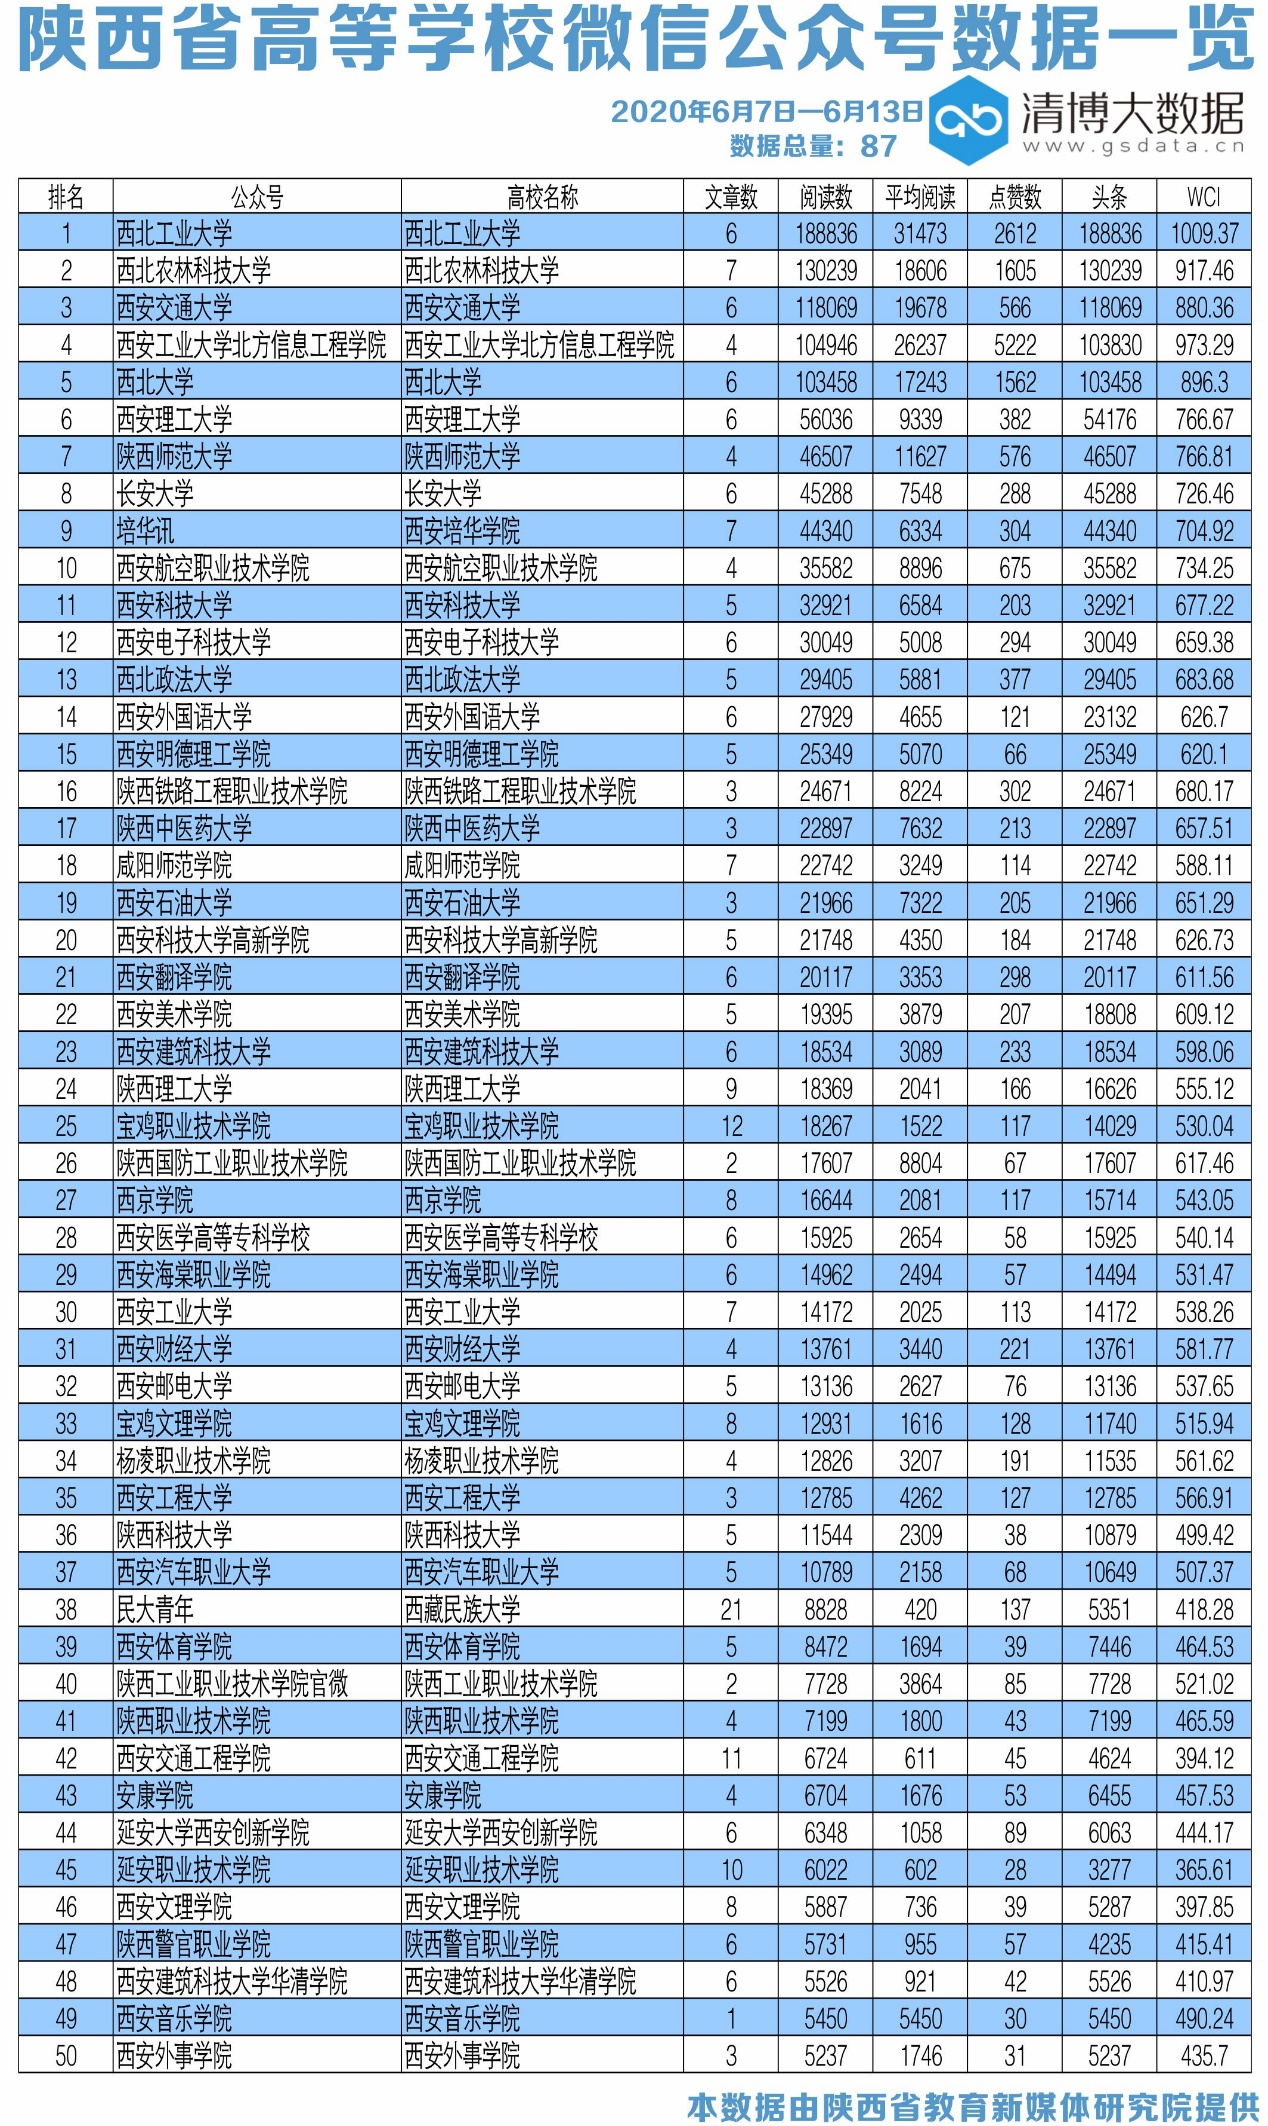 陕西省高等学校微信公众号数据一览
2020年6月7日—6月13日
数据总量：87
清博大数据
www.gsdata.cn
排名 公众号 高校名称 文章数 阅读数 平均阅读 点赞数 头条 WCI
1 西北工业大学 西北工业大学 6 188836 31473 2612 188836 1009.37
2 西北农林科技大学 西北农林科技大学 7 130239 18606 1605 130239 917.46
3 西安交通大学 西安交通大学 6 118069 19678 566 118069 880.36
4 西安工业大学北方信息工程学院 西安工业大学北方信息工程学院 4 104946 26237 5222 103830 973.29
5 西北大学 西北大学 6 103458 17243 1562 103458 896.3
6 西安理工大学 西安理工大学 6 56036 9339 382 54176 766.67
7 陕西师范大学 陕西师范大学 4 46507 11627 576 46507 766.81
8 长安大学 长安大学 6 45288 7548 288 45288 726.46
9 培华讯 西安培华学院 7 44340 6334 304 44340 704.92
10 西安航空职业技术学院 西安航空职业技术学院 4 35582 8896 675 35582 734.25
11 西安科技大学 西安科技大学 5 32921 6584 203 32921 677.22
12 西安电子科技大学 西安电子科技大学 6 30049 5008 294 30049 659.38
13 西北政法大学 西北政法大学 5 29405 5881 377 29405 683.68
14 西安外国语大学 西安外国语大学 6 27929 4655 121 23132 626.7
15 西安明德理工学院 西安明德理工学院 5 25349 5070 66 25349 620.1
16 陕西铁路工程职业技术学院 陕西铁路工程职业技术学院 3 24671 8224 302 24671 680.17
17 陕西中医药大学 陕西中医药大学 3 22897 7632 213 22897 657.51
18 咸阳师范学院 咸阳师范学院 7 22742 3249 114 22742 588.11
19 西安石油大学 西安石油大学 3 21966 7322 205 21966 651.29
20 西安科技大学高新学院 西安科技大学高新学院 5 21748 4350 184 21748 626.73
21 西安翻译学院 西安翻译学院 6 20117 3353 298 20117 611.56
22 西安美术学院 西安美术学院 5 19395 3879 207 18808 609.12
23 西安建筑科技大学 西安建筑科技大学 6 18534 3089 233 18534 598.06
24 陕西理工大学 陕西理工大学 9 18369 2041 166 16626 555.12
25 宝鸡职业技术学院 宝鸡职业技术学院 12 18267 1522 117 14029 530.04
26 陕西国防工业职业技术学院 陕西国防工业职业技术学院 2 17607 8804 67 17607 617.46
27 西京学院 西京学院 8 16644 2081 117 15714 543.05
28 西安医学高等专科学校 西安医学高等专科学校 6 15925 2654 58 15925 540.14
29 西安海棠职业学院 西安海棠职业学院 6 14962 2494 57 14494 531.47
30 西安工业大学 西安工业大学 7 14172 2025 113 14172 538.26
31 西安财经大学 西安财经大学 4 13761 3440 221 13761 581.77
32 西安邮电大学 西安邮电大学 5 13136 2627 76 13136 537.65
33 宝鸡文理学院 宝鸡文理学院 8 12931 1616 128 11740 515.94
34 杨凌职业技术学院 杨凌职业技术学院 4 12826 3207 191 11535 561.62
35 西安工程大学 西安工程大学 3 12785 4262 127 12785 566.91
36 陕西科技大学 陕西科技大学 5 11544 2309 38 10879 499.42
37 西安汽车职业大学 西安汽车职业大学 5 10789 2158 68 10649 507.37
38 民大青年 西藏民族大学 21 8828 420 137 5351 418.28
39 西安体育学院 西安体育学院 5 8472 1694 39 7446 464.53
40 陕西工业职业技术学院官微 陕西工业职业技术学院 2 7728 3864 85 7728 521.02
41 陕西职业技术学院 陕西职业技术学院 4 7199 1800 43 7199 465.59
42 西安交通工程学院 西安交通工程学院 11 6724 611 45 4624 394.12
43 安康学院 安康学院 4 6704 1676 53 6455 457.53
44 延安大学西安创新学院 延安大学西安创新学院 6 6348 1058 89 6063 444.17
45 延安职业技术学院 延安职业技术学院 10 6022 602 28 3277 365.61
46 西安文理学院 西安文理学院 8 5887 736 39 5287 397.85
47 陕西警官职业学院 陕西警官职业学院 6 5731 955 57 4235 415.41
48 西安建筑科技大学华清学院 西安建筑科技大学华清学院 6 5526 921 42 5526 410.97
49 西安音乐学院 西安音乐学院 1 5450 5450 30 5450 490.24
50 西安外事学院 西安外事学院 3 5237 1746 31 5237 435.7
本数据由陕西省教育新媒体研究院提供